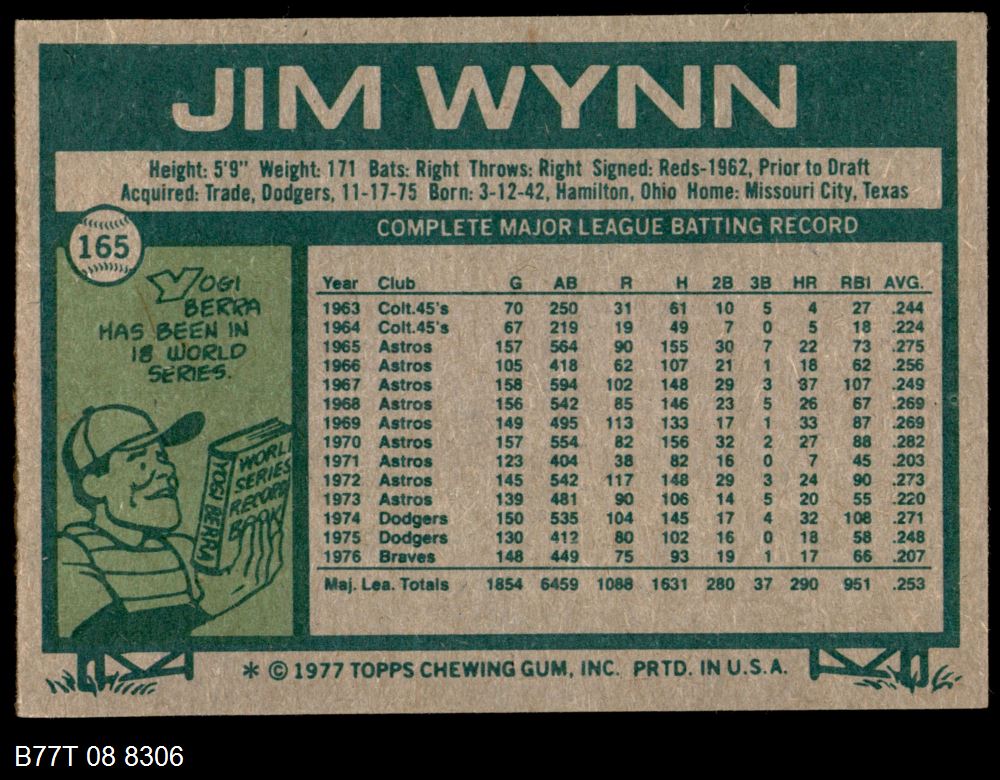 JIM WYNN
Height: 5'9" Weight: 171 Bats: Right Throws: Right Signed: Reds-1962, Prior to Draft
Acquired: Trade, Dodgers, 11-17-75 Born: 3-12-42, Hamilton, Ohio Home: Missouri City, Texas
165
COMPLETE MAJOR LEAGUE BATTING RECORD
YOGI
BERRA
HAS BEEN IN
18 WORLD
SERIES.
YOGI BERRA
WORLD
SERIES
RECORD
BOOK
Year Club G AB R H 2B 3B HR RBI AVG.
1963 Colt.45's 70 250 31 61 10 5 4 27 .244
1964 Colt.45's 67 219 19 49 7 0 5 18 .224
1965 Astros 157 564 90 155 30 7 22 73 .275
1966 Astros 105 418 62 107 21 1 18 62 .256
1967 Astros 158 594 102 148 29 3 37 107 .249
1968 Astros 156 542 85 146 23 5 26 67 .269
1969 Astros 149 495 113 133 17 1 33 87 .269
1970 Astros 157 554 82 156 32 2 27 88 .282
1971 Astros 123 404 38 82 16 0 7 45 .203
1972 Astros 145 542 117 148 29 3 24 90 .273
1973 Astros 139 481 90 106 14 5 20 55 .220
1974 Dodgers 150 535 104 145 17 4 32 108 .271
1975 Dodgers 130 412 80 102 16 0 18 58 .248
1976 Braves 148 449 75 93 19 1 17 66 .207
Maj. Lea. Totals 1854 6459 1088 1631 280 37 290 951 .253
* © 1977 TOPPS CHEWING GUM, INC. PRTD. IN U.S.A.
B77T 08 8306